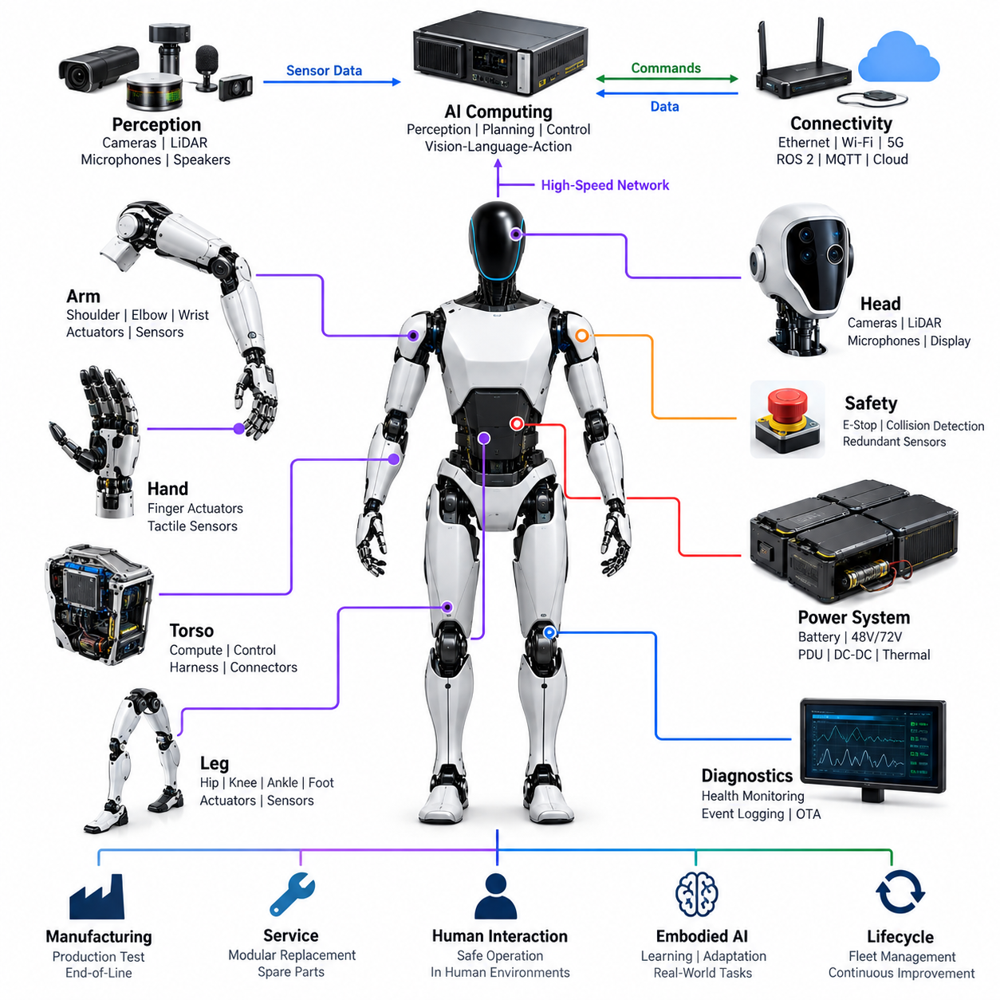 Sensor Data
Commands
Data
Perception
Cameras | LiDAR
Microphones | Speakers
AI Computing
Perception | Planning | Control
Vision-Language-Action
Connectivity
Ethernet | Wi-Fi | 5G
ROS 2 | MQTT | Cloud
High-Speed Network
Arm
Shoulder | Elbow | Wrist
Actuators | Sensors
Head
Cameras | LiDAR
Microphones | Display
Safety
E-Stop | Collision Detection
Redundant Sensors
Hand
Finger Actuators
Tactile Sensors
Power System
Battery | 48V/72V
PDU | DC-DC | Thermal
Torso
Compute | Control
Harness | Connectors
Leg
Hip | Knee | Ankle | Foot
Actuators | Sensors
Diagnostics
Health Monitoring
Event Logging | OTA
Manufacturing
Production Test
End-of-Line
Service
Modular Replacement
Spare Parts
Human Interaction
Safe Operation
In Human Environments
Embodied AI
Learning | Adaptation
Real-World Tasks
Lifecycle
Fleet Management
Continuous Improvement